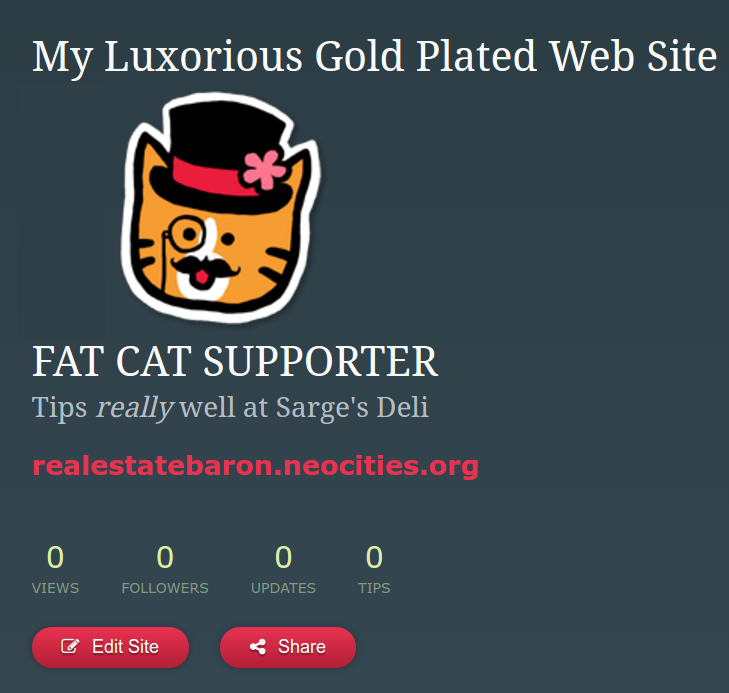 My Luxorious Gold Plated Web Site
FAT CAT SUPPORTER
Tips really well at Sarge's Deli
realestatebaron.neocities.org
0 0 0 0
VIEWS FOLLOWERS UPDATES TIPS
Edit Site Share